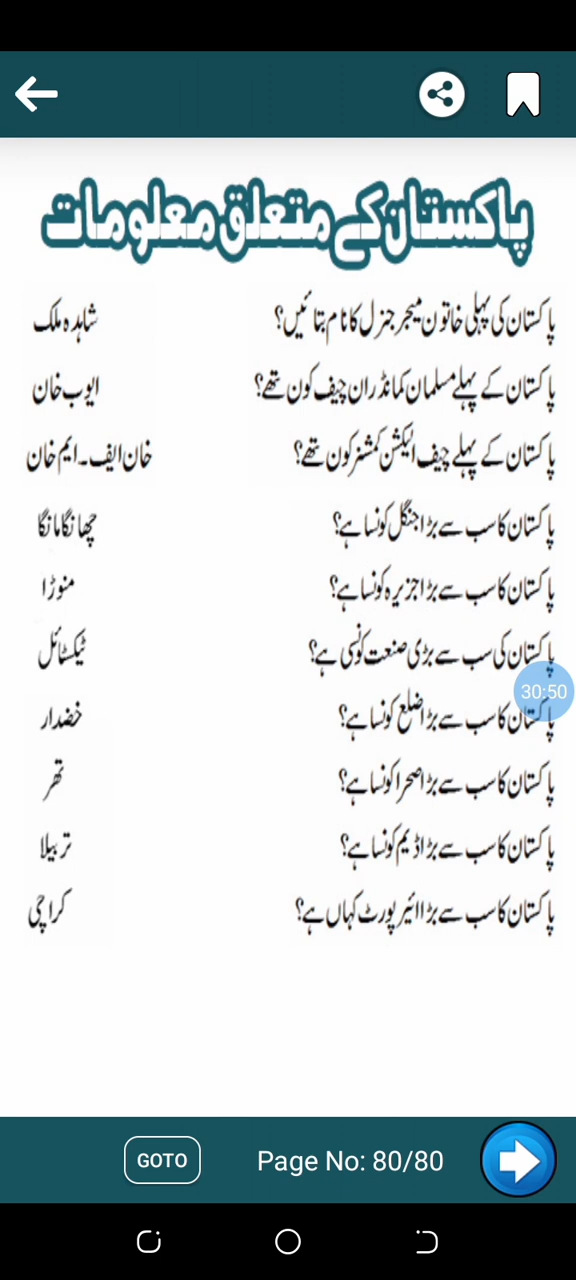 پاکستان کے متعلق معلومات
پاکستان کی پہلی خاتون میجر جنرل کا نام بتائیں؟ شاہدہ ملک
پاکستان کے پہلے مسلمان کمانڈر ان چیف کون تھے؟ ایوب خان
پاکستان کے پہلے چیف الیکشن کمشنر کون تھے؟ خان ایف۔ایم خان
پاکستان کا سب سے بڑا جنگل کونسا ہے؟ چھانگا مانگا
پاکستان کا سب سے بڑا جزیرہ کونسا ہے؟ منوڑا
پاکستان کی سب سے بڑی صنعت کونسی ہے؟ ٹیکسٹائل
30:50
پاکستان کا سب سے بڑا ضلع کونسا ہے؟ خضدار
پاکستان کا سب سے بڑا صحرا کونسا ہے؟ تھر
پاکستان کا سب سے بڑا ڈیم کونسا ہے؟ تربیلا
پاکستان کا سب سے بڑا ائیر پورٹ کہاں ہے؟ کراچی
GOTO Page No: 80/80